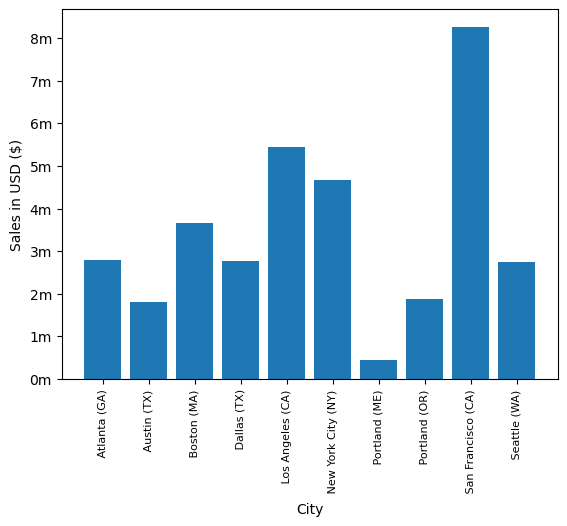 8m
7m
6m
5m
4m
3m
2m
1m
0m
Sales in USD ($)
Atlanta (GA)
Austin (TX)
Boston (MA)
Dallas (TX)
Los Angeles (CA)
New York City (NY)
Portland (ME)
Portland (OR)
San Francisco (CA)
Seattle (WA)
City